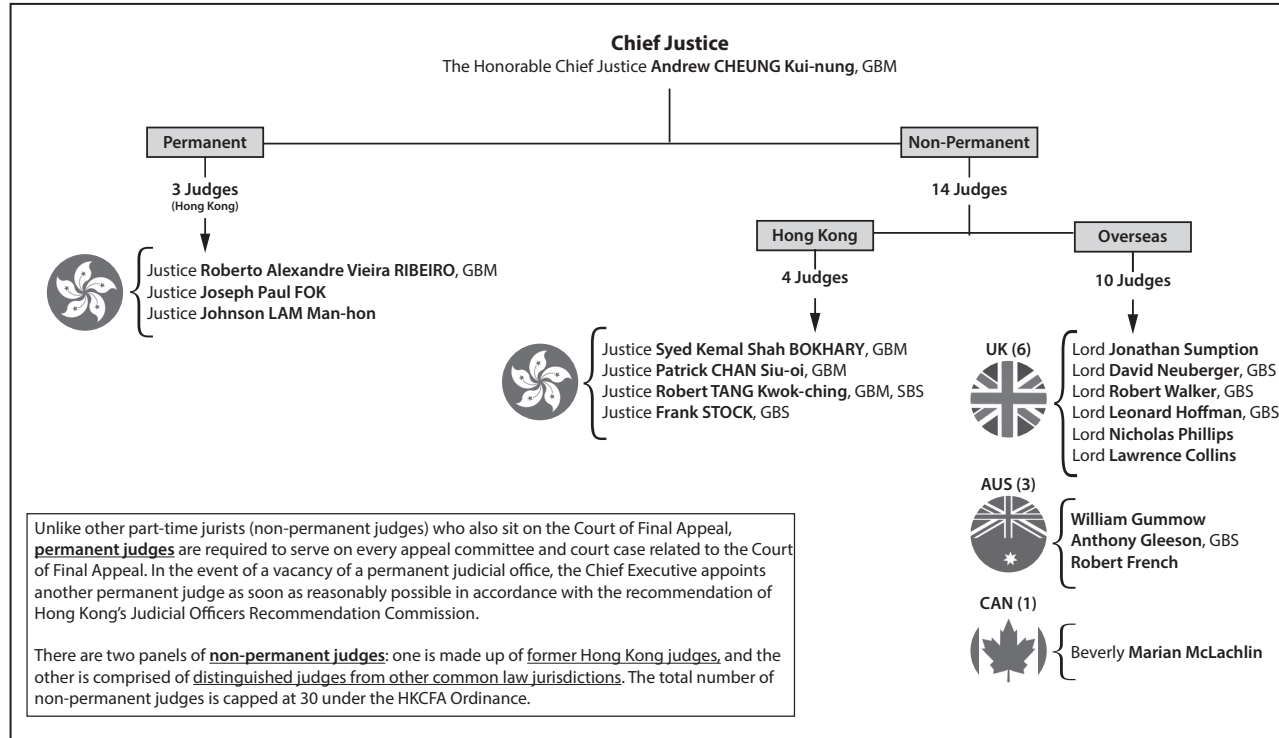 Chief Justice
The Honorable Chief Justice Andrew CHEUNG Kui-nung, GBM
Permanent
3 Judges
(Hong Kong)
Justice Roberto Alexandre Vieira RIBEIRO, GBM
Justice Joseph Paul FOK
Justice Johnson LAM Man-hon
Non-Permanent
14 Judges
Hong Kong
4 Judges
Justice Syed Kemal Shah BOKHARY, GBM
Justice Patrick CHAN Siu-oi, GBM
Justice Robert TANG Kwok-ching, GBM, SBS
Justice Frank STOCK, GBS
Overseas
10 Judges
UK (6)
Lord Jonathan Sumption
Lord David Neuberger, GBS
Lord Robert Walker, GBS
Lord Leonard Hoffman, GBS
Lord Nicholas Phillips
Lord Lawrence Collins
AUS (3)
William Gummow
Anthony Gleeson, GBS
Robert French
CAN (1)
Beverly Marian McLachlin
Unlike other part-time jurists (non-permanent judges) who also sit on the Court of Final Appeal,
permanent judges are required to serve on every appeal committee and court case related to the Court
of Final Appeal. In the event of a vacancy of a permanent judicial office, the Chief Executive appoints
another permanent judge as soon as reasonably possible in accordance with the recommendation of
Hong Kong's Judicial Officers Recommendation Commission.
There are two panels of non-permanent judges: one is made up of former Hong Kong judges, and the
other is comprised of distinguished judges from other common law jurisdictions. The total number of
non-permanent judges is capped at 30 under the HKCFA Ordinance.